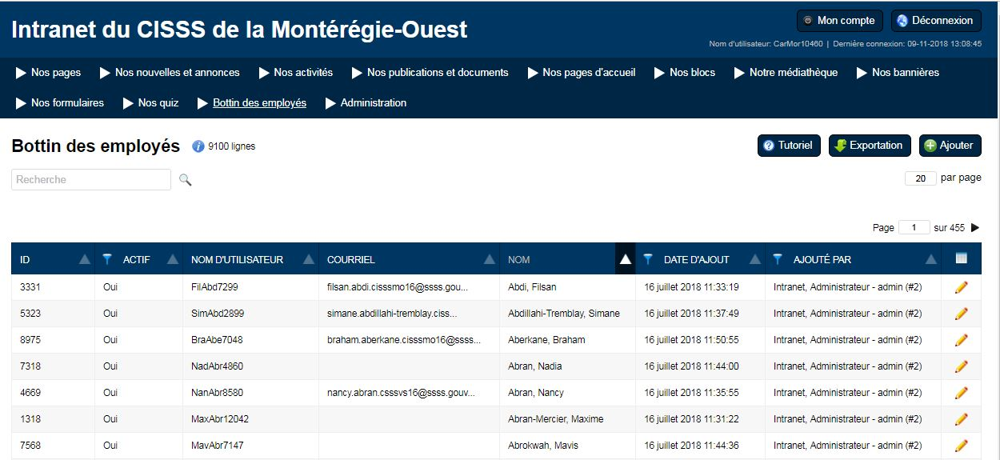 Intranet du CISSS de la Montérégie-Ouest
Mon compte
Déconnexion
Nom d'utilisateur: CarMor10460 | Dernière connexion: 09-11-2018 13:08:45
Nos pages Nos nouvelles et annonces Nos activités Nos publications et documents Nos pages d'accueil Nos blocs Notre médiathèque Nos bannières
Nos formulaires Nos quiz Bottin des employés Administration
Bottin des employés 9100 lignes Tutoriel Exportation Ajouter
Recherche 20 par page
Page 1 sur 455
ID ACTIF NOM D'UTILISATEUR COURRIEL NOM DATE D'AJOUT AJOUTÉ PAR
3331 Oui FilAbd7299 filsan.abdi.cisssmo16@ssss.gou... Abdi, Filsan 16 juillet 2018 11:33:19 Intranet, Administrateur - admin (#2)
5323 Oui SimAbd2899 simane.abdillahi-tremblay.ciss... Abdillahi-Tremblay, Simane 16 juillet 2018 11:37:49 Intranet, Administrateur - admin (#2)
8975 Oui BraAbe7048 braham.aberkane.cisssmo16@ssss... Aberkane, Braham 16 juillet 2018 11:50:55 Intranet, Administrateur - admin (#2)
7318 Oui NadAbr4860 Abran, Nadia 16 juillet 2018 11:44:00 Intranet, Administrateur - admin (#2)
4669 Oui NanAbr8580 nancy.abran.csssvs16@ssss.gouv... Abran, Nancy 16 juillet 2018 11:35:55 Intranet, Administrateur - admin (#2)
1318 Oui MaxAbr12042 Abran-Mercier, Maxime 16 juillet 2018 11:31:22 Intranet, Administrateur - admin (#2)
7568 Oui MavAbr7147 Abrokwah, Mavis 16 juillet 2018 11:44:36 Intranet, Administrateur - admin (#2)